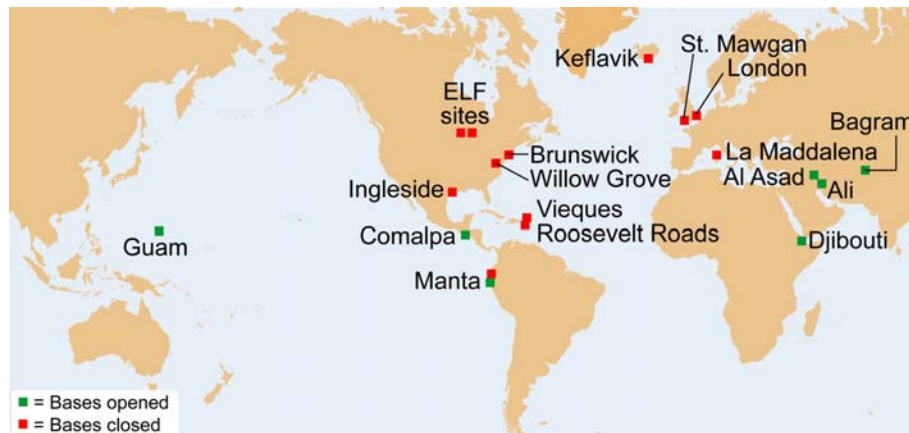 Keflavik
St. Mawgan
London
ELF
sites
Bagram
Brunswick
Willow Grove
La Maddalena
Al Asad
Ali
Ingleside
Vieques
Roosevelt Roads
Guam
Comalpa
Djibouti
Manta
= Bases opened
= Bases closed